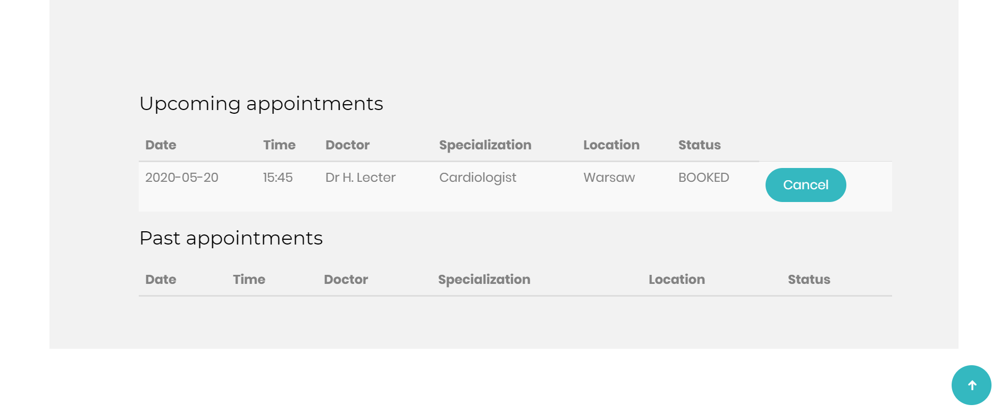 Upcoming appointments
Date Time Doctor Specialization Location Status
2020-05-20 15:45 Dr H. Lecter Cardiologist Warsaw BOOKED Cancel
Past appointments
Date Time Doctor Specialization Location Status